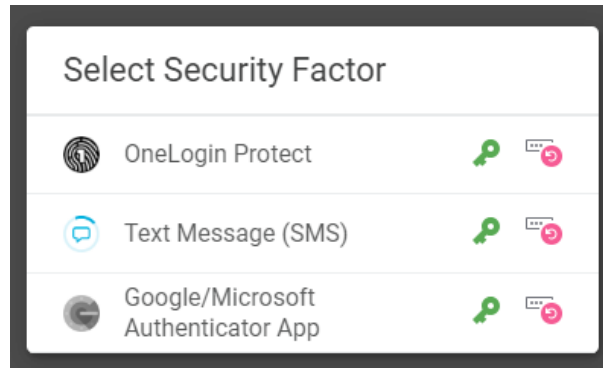 Select Security Factor
OneLogin Protect
Text Message (SMS)
Google/Microsoft
Authenticator App